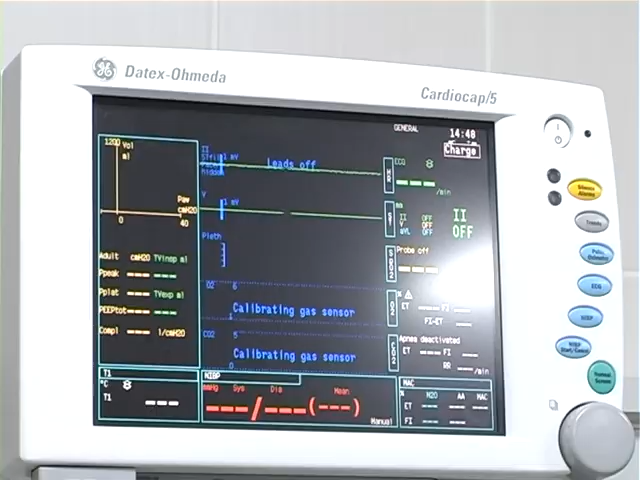 Datex-Ohmeda
Cardiocap/5
GENERAL
14:48
Charge
1200 Vol
ml
Paw
cmH2O
0
40
II
1 mV
Leads off
V
1 mV
Pleth
ECG
/min
II OFF
V OFF
aVL OFF
II
OFF
Probe off
O2 6
Calibrating gas sensor
CO2 5
Calibrating gas sensor
0
ET FI
FI-ET
Apnea deactivated
ET FI
RR /min
Adult cmH2O TVinsp ml
Ppeak
Pplat TVexp ml
PEEPtot
Compl l/cmH2O
T1
°C
T1
NIBP
mmHg Sys Dia Mean
Manual
MAC
% N2O AA MAC
ET
FI
Silence
Alarms
Trends
Pulse
Oximetry
ECG
NIBP
NIBP
Start/Cancel
Normal
Screen